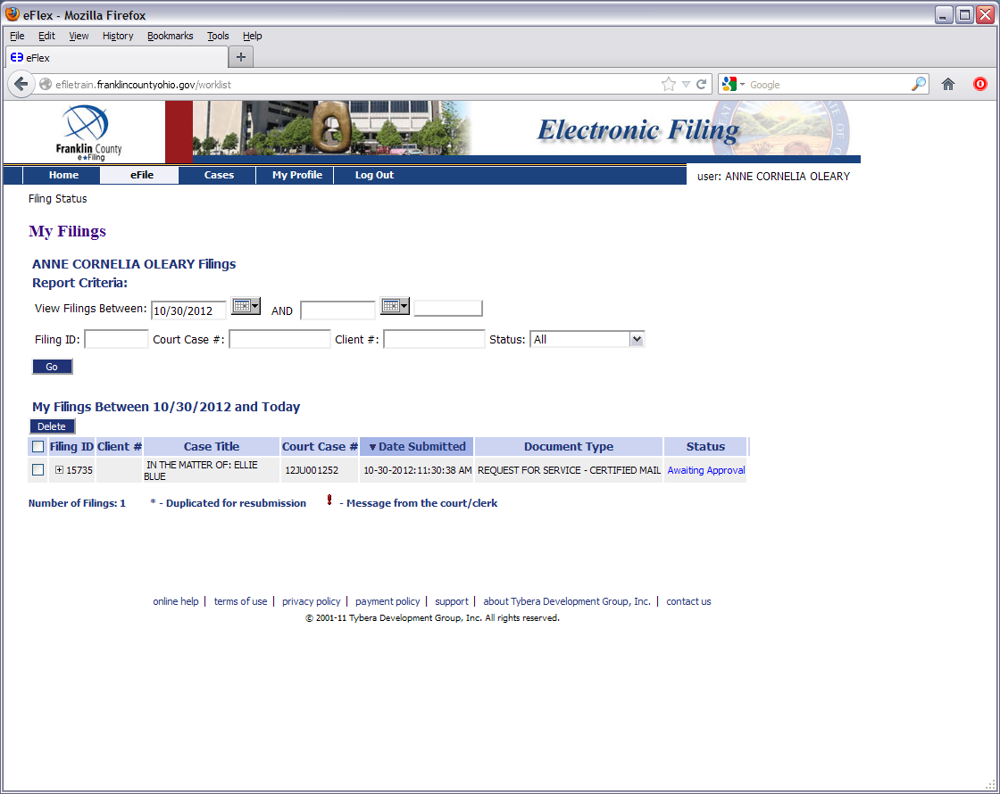 eFlex - Mozilla Firefox
File Edit View History Bookmarks Tools Help
eFlex
efiletrain.franklincountyohio.gov/worklist
Google
Franklin County
e★Filing
Electronic Filing
Home eFile Cases My Profile Log Out
user: ANNE CORNELIA OLEARY
Filing Status
My Filings
ANNE CORNELIA OLEARY Filings
Report Criteria:
View Filings Between: 10/30/2012 AND
Filing ID: Court Case #: Client #: Status: All
Go
My Filings Between 10/30/2012 and Today
Delete
Filing ID Client # Case Title Court Case # ▼ Date Submitted Document Type Status
15735 IN THE MATTER OF: ELLIE BLUE 12JU001252 10-30-2012:11:30:38 AM REQUEST FOR SERVICE - CERTIFIED MAIL Awaiting Approval
Number of Filings: 1 * - Duplicated for resubmission ! - Message from the court/clerk
online help | terms of use | privacy policy | payment policy | support | about Tybera Development Group, Inc. | contact us
© 2001-11 Tybera Development Group, Inc. All rights reserved.